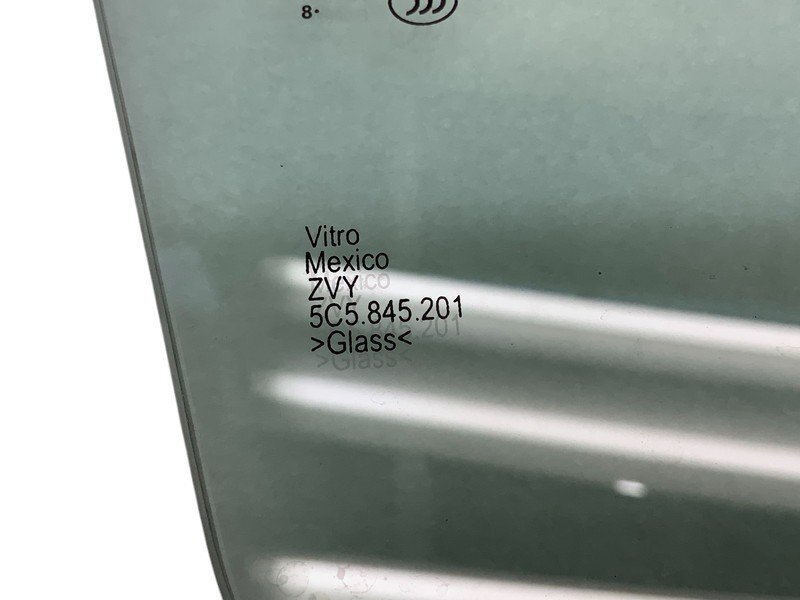 8·
Vitro
Mexico
ZVY
5C5.845.201
>Glass<